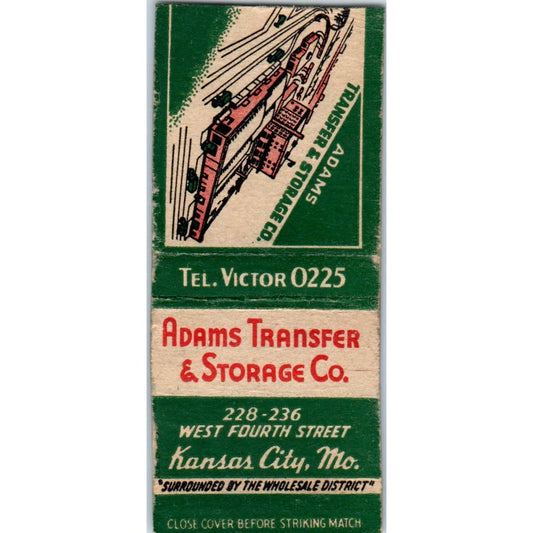 ADAMS
TRANSFER & STORAGE CO.
TEL. VICTOR 0225
ADAMS TRANSFER
& STORAGE CO.
228-236
WEST FOURTH STREET
Kansas City, Mo.
"SURROUNDED BY THE WHOLESALE DISTRICT"
CLOSE COVER BEFORE STRIKING MATCH